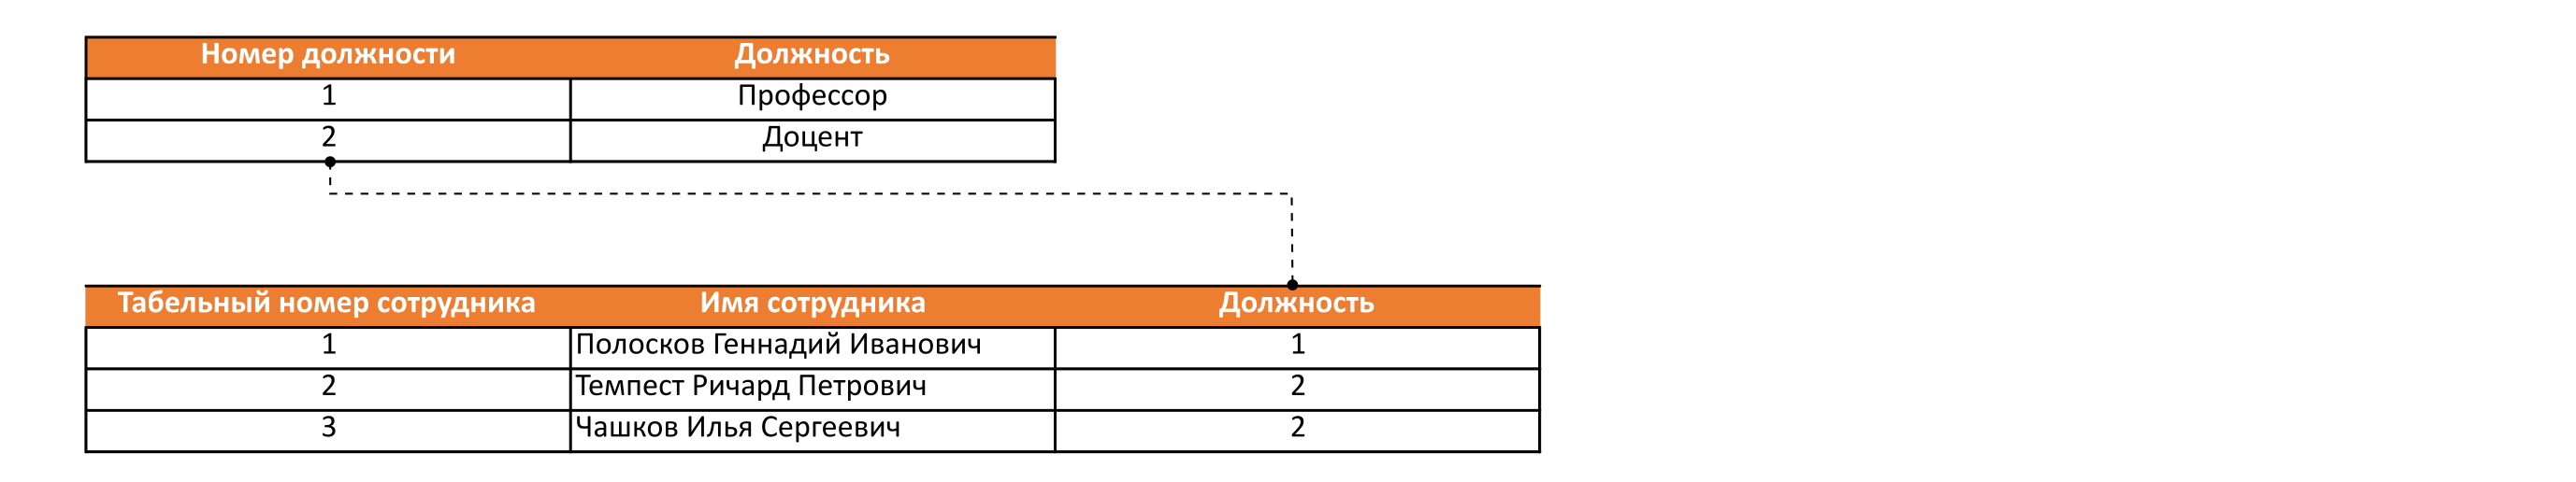 Номер должности Должность
1 Профессор
2 Доцент
Табельный номер сотрудника Имя сотрудника Должность
1 Полосков Геннадий Иванович 1
2 Темпест Ричард Петрович 2
3 Чашков Илья Сергеевич 2